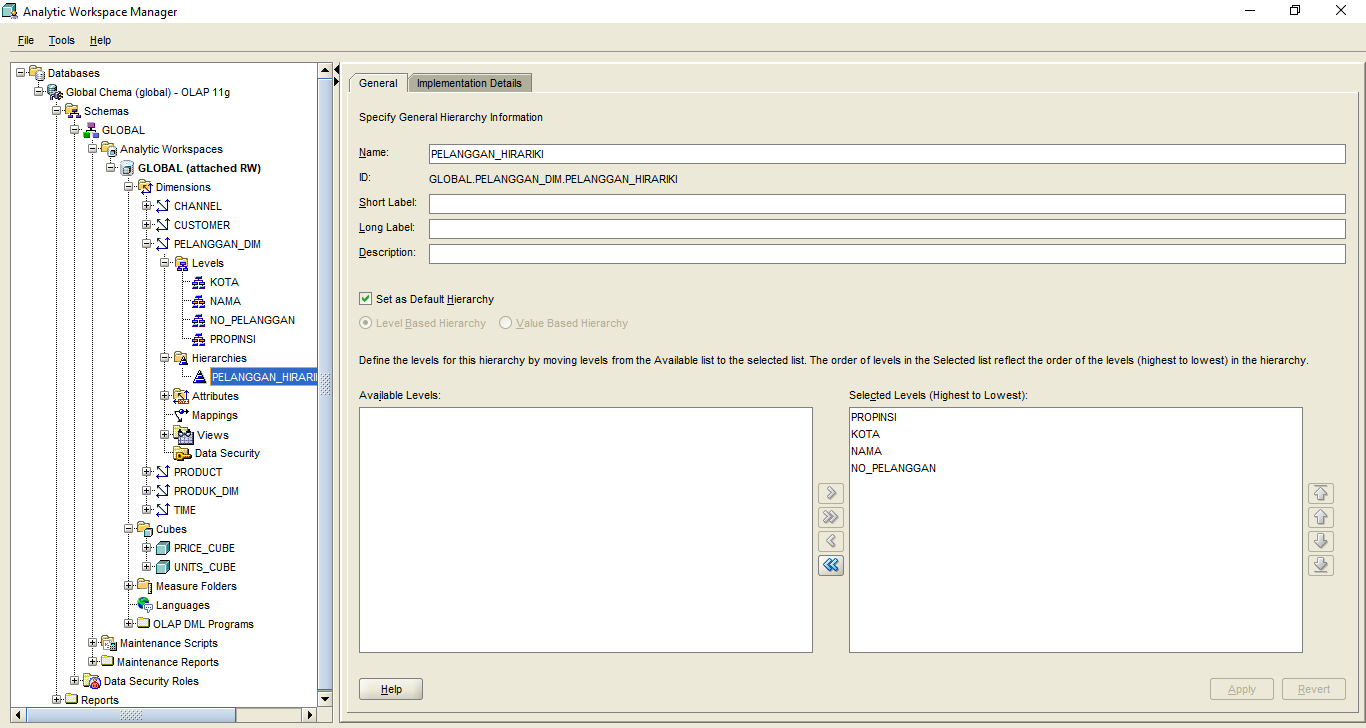 Analytic Workspace Manager
File Tools Help
Databases
Global Chema (global) - OLAP 11g
Schemas
GLOBAL
Analytic Workspaces
GLOBAL (attached RW)
Dimensions
CHANNEL
CUSTOMER
PELANGGAN_DIM
Levels
KOTA
NAMA
NO_PELANGGAN
PROPINSI
Hierarchies
PELANGGAN_HIRARI
Attributes
Mappings
Views
Data Security
PRODUCT
PRODUK_DIM
TIME
Cubes
PRICE_CUBE
UNITS_CUBE
Measure Folders
Languages
OLAP DML Programs
Maintenance Scripts
Maintenance Reports
Data Security Roles
Reports
General Implementation Details
Specify General Hierarchy Information
Name: PELANGGAN_HIRARIKI
ID: GLOBAL.PELANGGAN_DIM.PELANGGAN_HIRARIKI
Short Label:
Long Label:
Description:
Set as Default Hierarchy
Level Based Hierarchy Value Based Hierarchy
Define the levels for this hierarchy by moving levels from the Available list to the selected list. The order of levels in the Selected list reflect the order of the levels (highest to lowest) in the hierarchy.
Available Levels: Selected Levels (Highest to Lowest):
PROPINSI
KOTA
NAMA
NO_PELANGGAN
Help Apply Revert